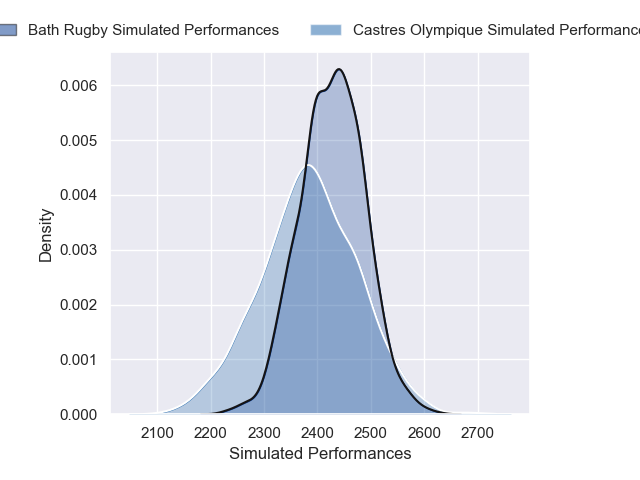 Bath Rugby Simulated Performances Castres Olympique Simulated Performance
0.006
0.005
0.004
0.003
0.002
0.001
0.000
Density
2100 2200 2300 2400 2500 2600 2700
Simulated Performances